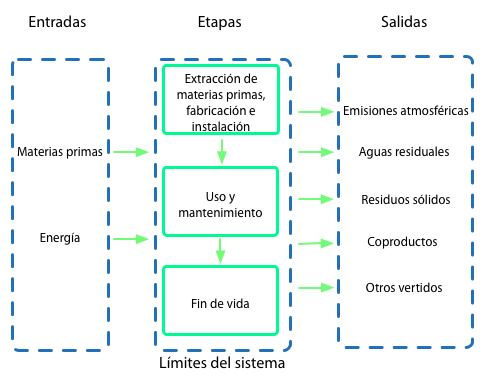 Entradas
Etapas
Salidas
Extracción de
materias primas,
fabricación e
instalación
Emisiones atmosféricas
Materias primas
Aguas residuales
Uso y
mantenimiento
Residuos sólidos
Energía
Coproductos
Fin de vida
Otros vertidos
Límites del sistema